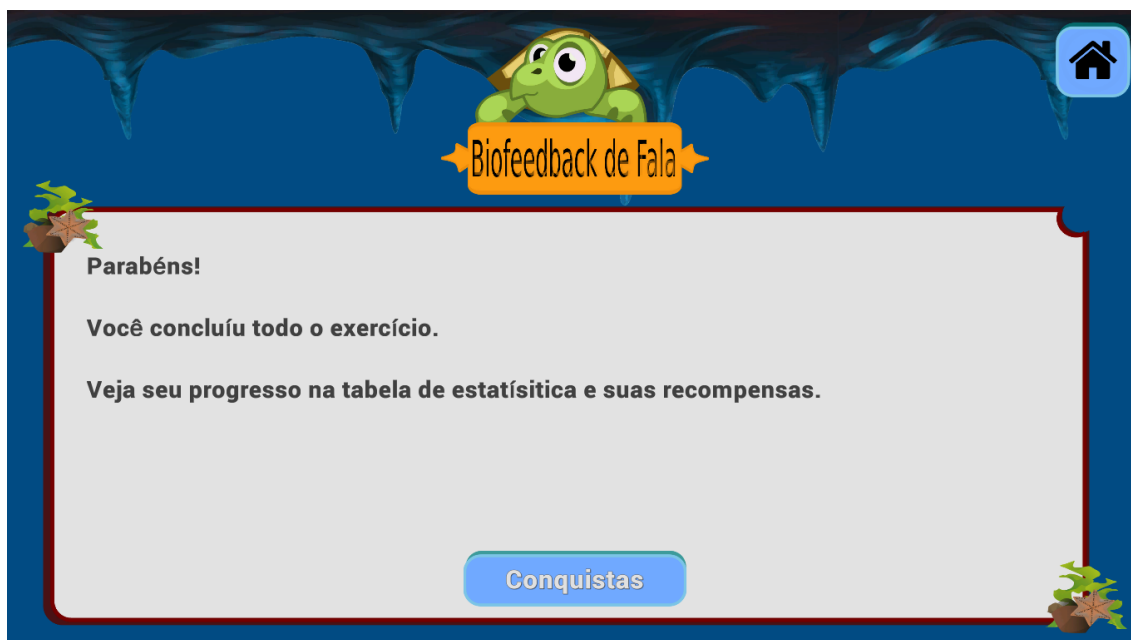 Biofeedback de Fala
Parabéns!
Você concluíu todo o exercício.
Veja seu progresso na tabela de estatísitica e suas recompensas.
Conquistas